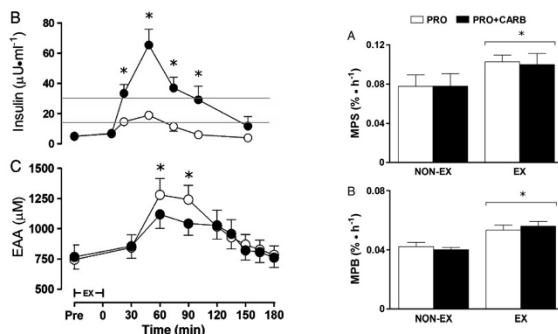 B
Insulin
(μU•ml⁻¹)
80
60
40
20
0
*
*
*
*
C
EAA
(μM)
1500
1250
1000
750
500
*
*
EX
Pre
0
30
60
90
120
150
180
Time (min)
PRO
PRO+CARB
A
MPS
(% • h⁻¹)
0.12
0.08
0.04
*
NON-EX
EX
B
MPB
(% • h⁻¹)
0.08
0.04
0.00
*
NON-EX
EX